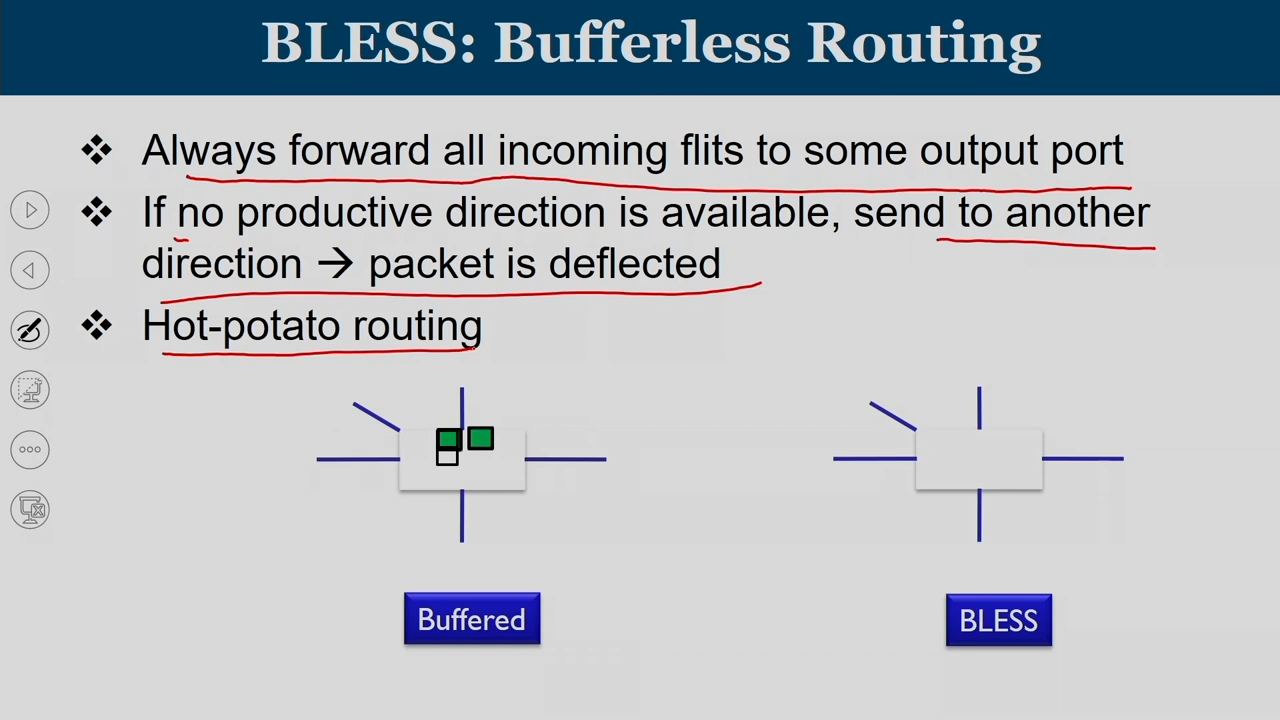 BLESS: Bufferless Routing
❖ Always forward all incoming flits to some output port
❖ If no productive direction is available, send to another
direction → packet is deflected
❖ Hot-potato routing
Buffered
BLESS